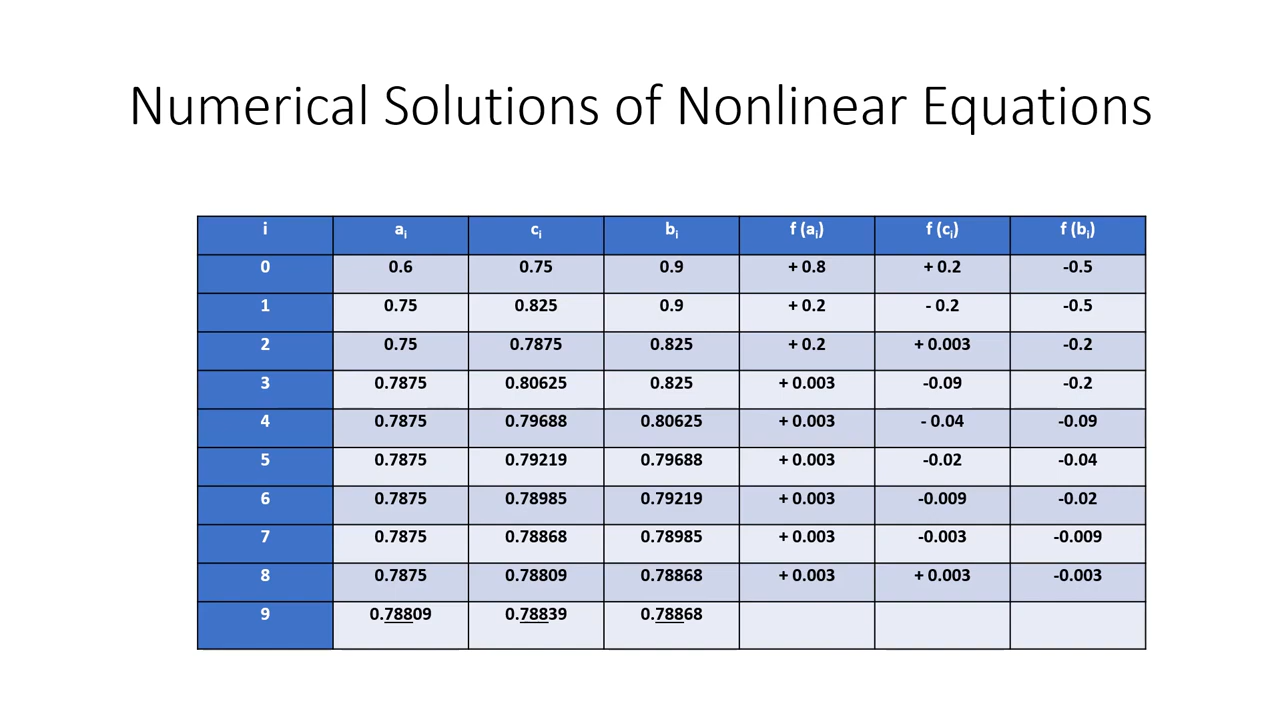 Numerical Solutions of Nonlinear Equations
i ai ci bi f (ai) f (ci) f (bi)
0 0.6 0.75 0.9 + 0.8 + 0.2 -0.5
1 0.75 0.825 0.9 + 0.2 - 0.2 -0.5
2 0.75 0.7875 0.825 + 0.2 + 0.003 -0.2
3 0.7875 0.80625 0.825 + 0.003 -0.09 -0.2
4 0.7875 0.79688 0.80625 + 0.003 - 0.04 -0.09
5 0.7875 0.79219 0.79688 + 0.003 -0.02 -0.04
6 0.7875 0.78985 0.79219 + 0.003 -0.009 -0.02
7 0.7875 0.78868 0.78985 + 0.003 -0.003 -0.009
8 0.7875 0.78809 0.78868 + 0.003 + 0.003 -0.003
9 0.78809 0.78839 0.78868